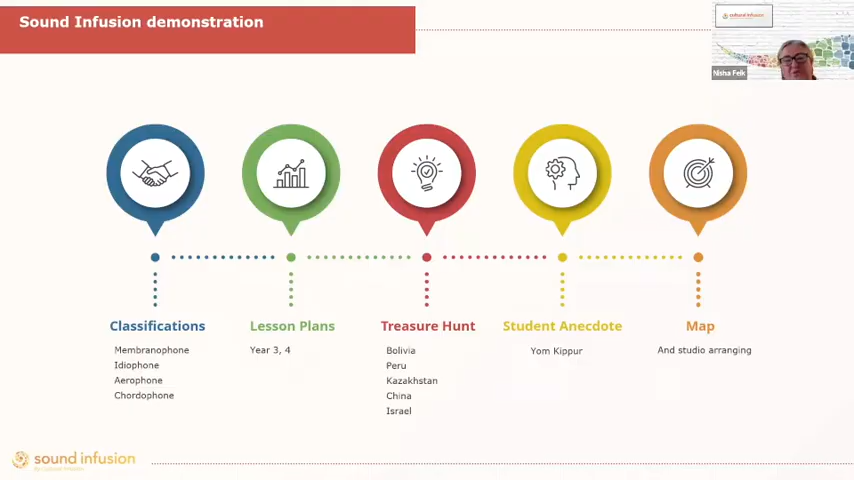 Sound Infusion demonstration
cultural infusion
Nisha Feik
Classifications
Membranophone
Idiophone
Aerophone
Chordophone
Lesson Plans
Year 3, 4
Treasure Hunt
Bolivia
Peru
Kazakhstan
China
Israel
Student Anecdote
Yom Kippur
Map
And studio arranging
sound infusion